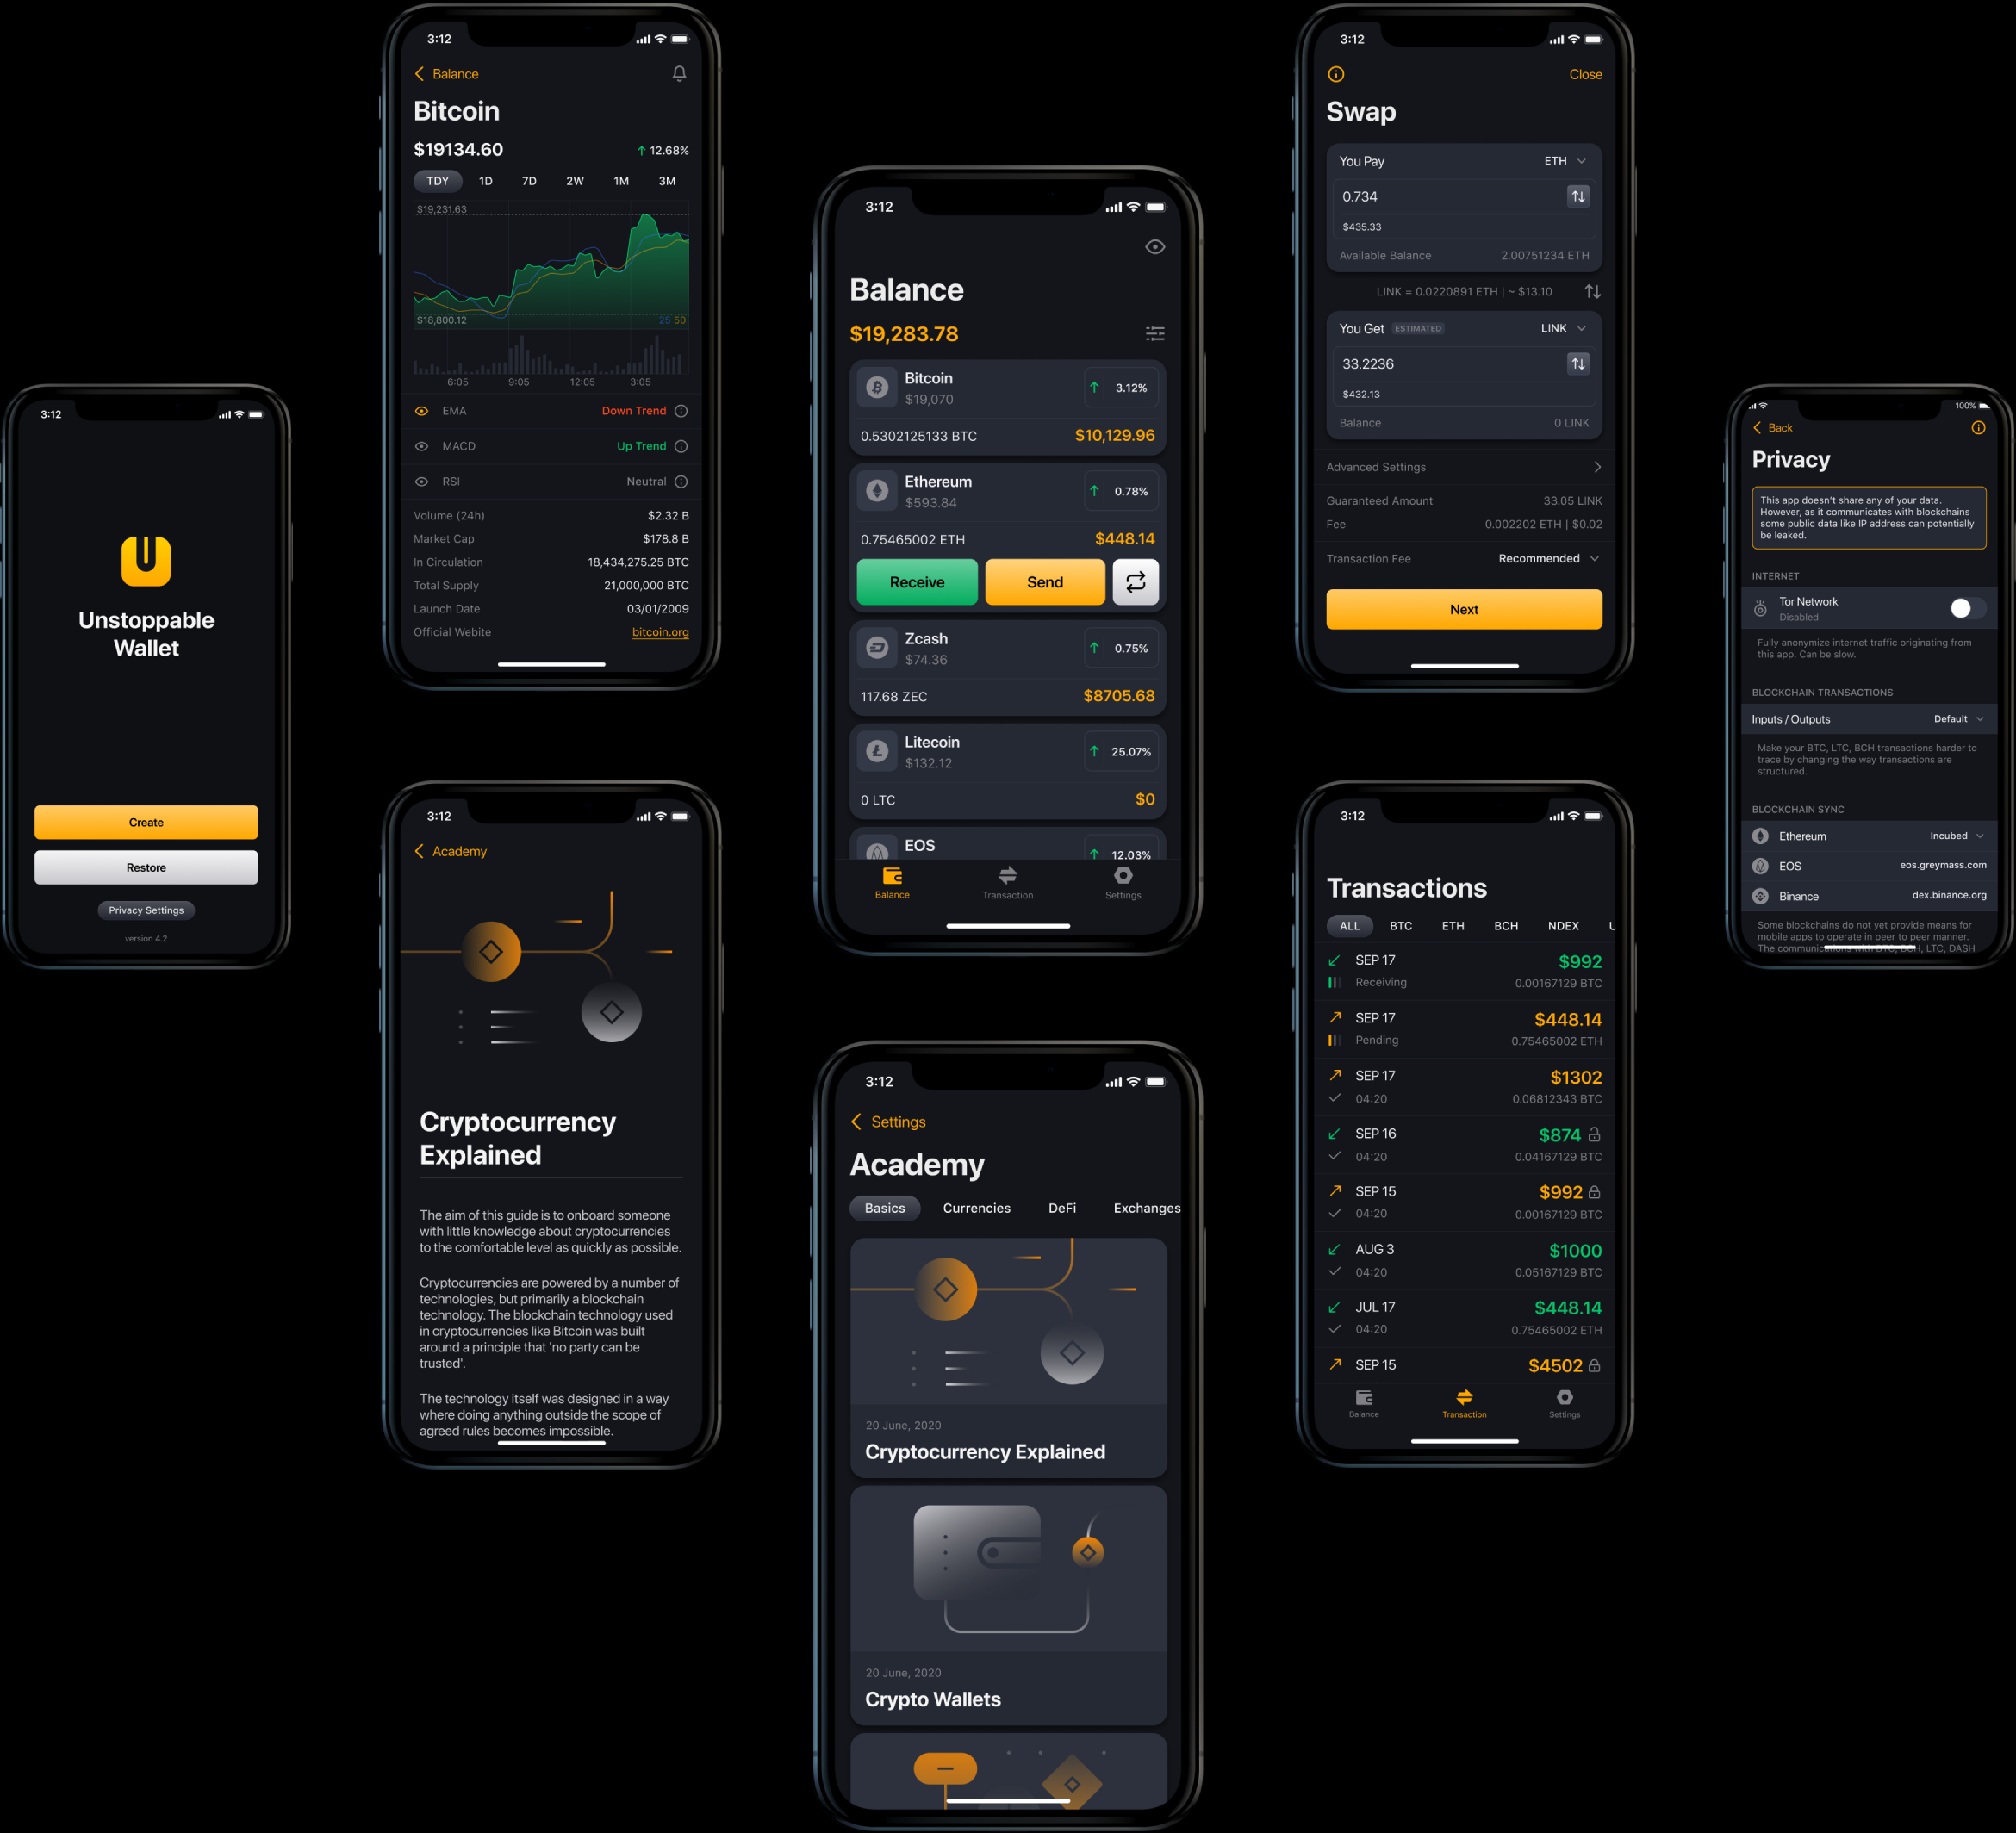 3:12
Unstoppable
Wallet
Create
Restore
Privacy Settings
version 4.2
3:12
Balance
Bitcoin
$19134.60 12.68%
TDY 1D 7D 2W 1M 3M
$19,231.63
$18,800.12 25 50
6:05 9:05 12:05 3:05
EMA Down Trend
MACD Up Trend
RSI Neutral
Volume (24h) $2.32 B
Market Cap $178.8 B
In Circulation 18,434,275.25 BTC
Total Supply 21,000,000 BTC
Launch Date 03/01/2009
Official Webite bitcoin.org
3:12
Academy
Cryptocurrency
Explained
The aim of this guide is to onboard someone
with little knowledge about cryptocurrencies
to the comfortable level as quickly as possible.
Cryptocurrencies are powered by a number of
technologies, but primarily a blockchain
technology. The blockchain technology used
in cryptocurrencies like Bitcoin was built
around a principle that 'no party can be
trusted'.
The technology itself was designed in a way
where doing anything outside the scope of
agreed rules becomes impossible.
3:12
Balance
$19,283.78
Bitcoin
$19,070
3.12%
0.5302125133 BTC $10,129.96
Ethereum
$593.84
0.78%
0.75465002 ETH $448.14
Receive Send
Zcash
$74.36
0.75%
117.68 ZEC $8705.68
Litecoin
$132.12
25.07%
0 LTC $0
EOS
12.03%
Balance Transaction Settings
3:12
Settings
Academy
Basics Currencies DeFi Exchanges
20 June, 2020
Cryptocurrency Explained
20 June, 2020
Crypto Wallets
3:12
Close
Swap
You Pay ETH
0.734
$435.33
Available Balance 2.00751234 ETH
LINK = 0.0220891 ETH | ~ $13.10
You Get ESTIMATED LINK
33.2236
$432.13
Balance 0 LINK
Advanced Settings
Guaranteed Amount 33.05 LINK
Fee 0.002202 ETH | $0.02
Transaction Fee Recommended
Next
3:12
Transactions
ALL BTC ETH BCH NDEX U
SEP 17 $992
Receiving 0.00167129 BTC
SEP 17 $448.14
Pending 0.75465002 ETH
SEP 17 $1302
04:20 0.06812343 BTC
SEP 16 $874
04:20 0.04167129 BTC
SEP 15 $992
04:20 0.00167129 BTC
AUG 3 $1000
04:20 0.05167129 BTC
JUL 17 $448.14
04:20 0.75465002 ETH
SEP 15 $4502
Balance Transaction Settings
100%
Back
Privacy
This app doesn't share any of your data.
However, as it communicates with blockchains
some public data like IP address can potentially
be leaked.
INTERNET
Tor Network
Disabled
Fully anonymize internet traffic originating from
this app. Can be slow.
BLOCKCHAIN TRANSACTIONS
Inputs / Outputs Default
Make your BTC, LTC, BCH transactions harder to
trace by changing the way transactions are
structured.
BLOCKCHAIN SYNC
Ethereum Incubed
EOS eos.greymass.com
Binance dex.binance.org
Some blockchains do not yet provide means for
mobile apps to operate in peer to peer manner.
The communications with BTC, BCH, LTC, DASH